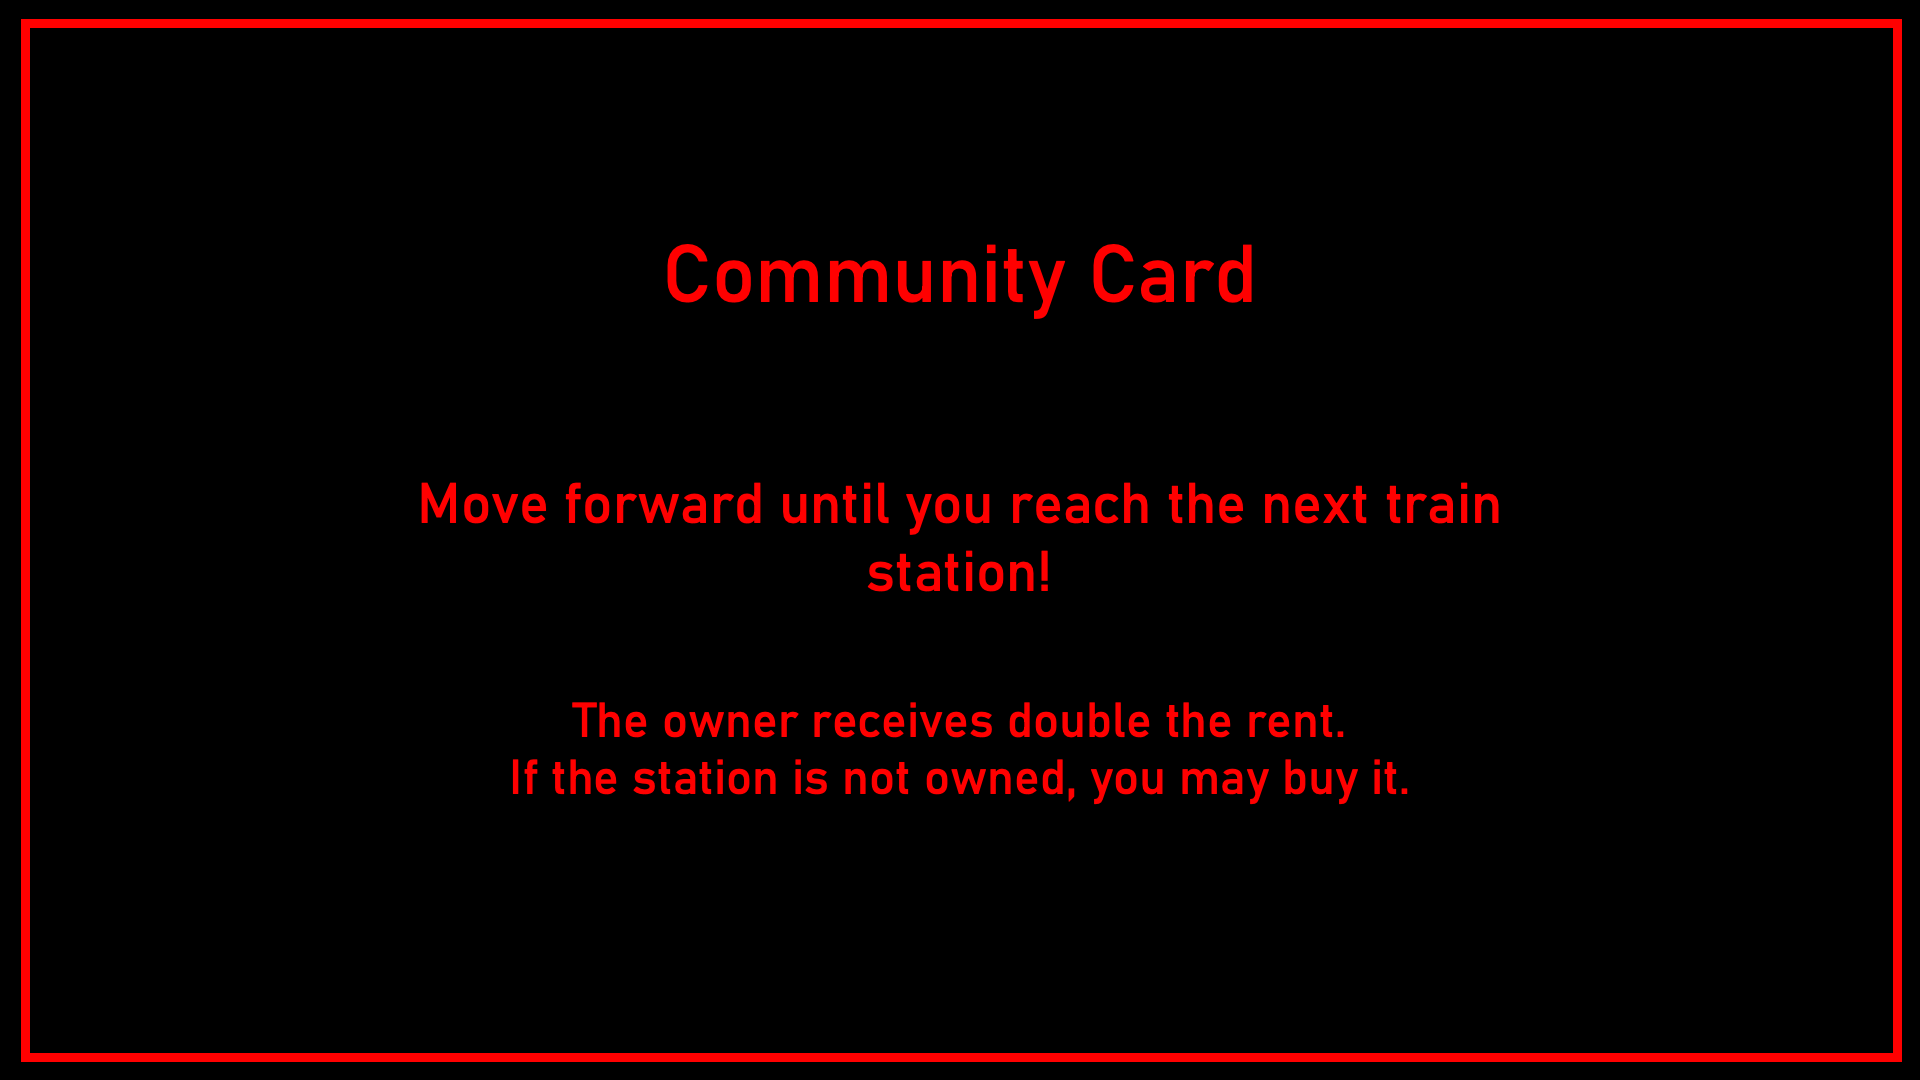 Community Card
Move forward until you reach the next train
station!
The owner receives double the rent.
If the station is not owned, you may buy it.